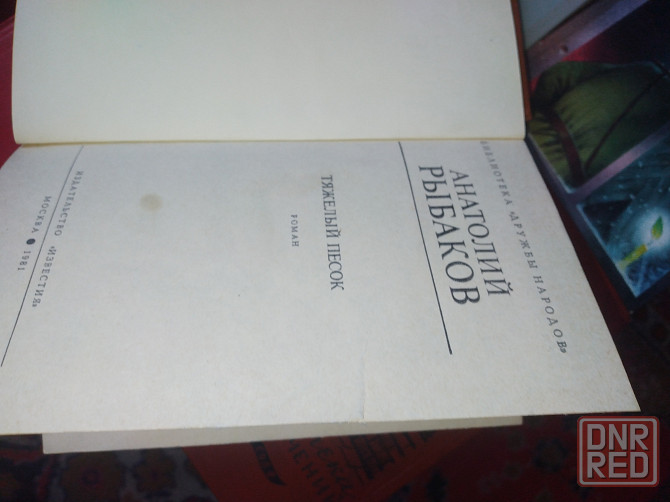 БИБЛИОТЕКА «ДРУЖБЫ НАРОДОВ»
АНАТОЛИЙ
РЫБАКОВ
ТЯЖЕЛЫЙ ПЕСОК
РОМАН
ИЗДАТЕЛЬСТВО «ИЗВЕСТИЯ»
МОСКВА ● 1981
DNR
RED